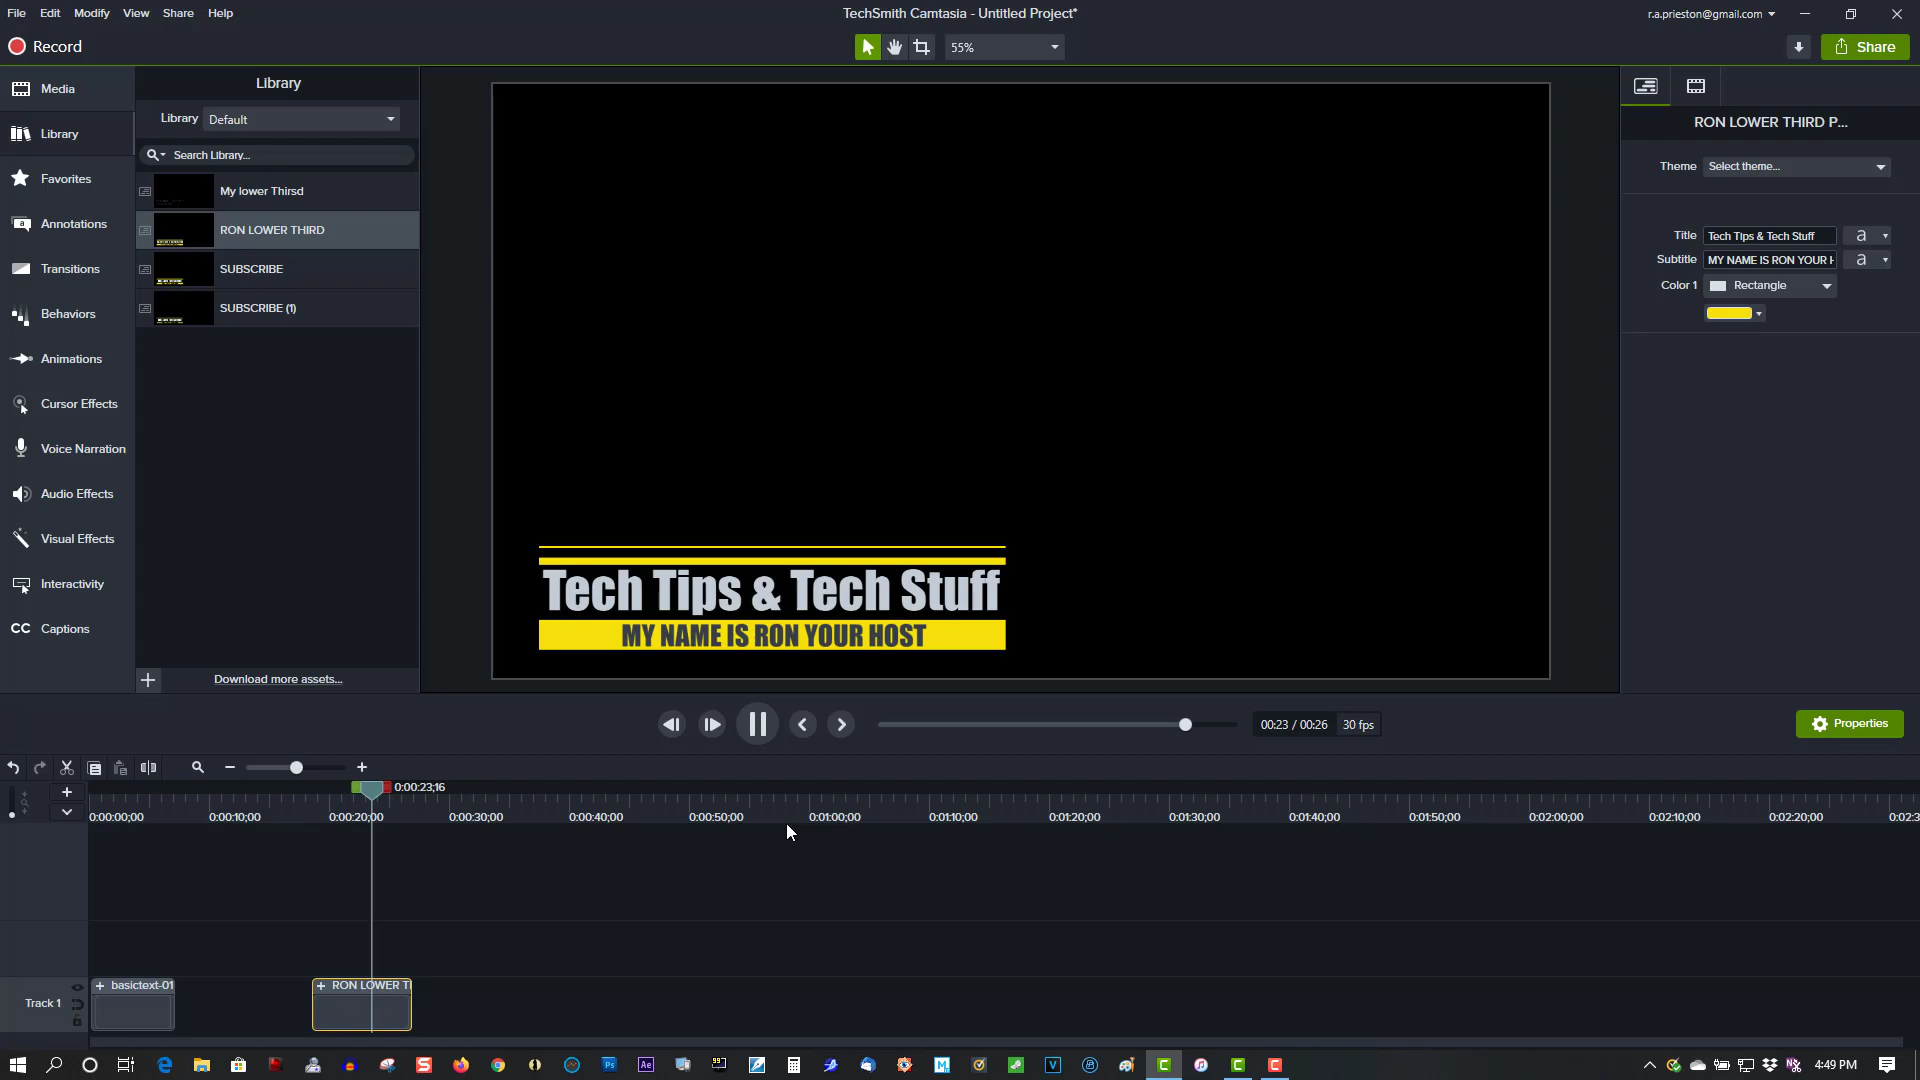 File Edit Modify View Share Help
TechSmith Camtasia - Untitled Project*
r.a.prieston@gmail.com
Record
55%
Share
Media
Library
Favorites
Annotations
Transitions
Behaviors
Animations
Cursor Effects
Voice Narration
Audio Effects
Visual Effects
Interactivity
CC Captions
Library
Library Default
Search Library...
My lower Thirsd
RON LOWER THIRD
SUBSCRIBE
SUBSCRIBE (1)
Download more assets...
Tech Tips & Tech Stuff
MY NAME IS RON YOUR HOST
RON LOWER THIRD P...
Theme Select theme...
Title Tech Tips & Tech Stuff a
Subtitle MY NAME IS RON YOUR a
Color 1 Rectangle
00:23 / 00:26 30 fps
Properties
0:00:23;16
0:00:00;00 0:00:10;00 0:00:20;00 0:00:30;00 0:00:40;00 0:00:50;00 0:01:00;00 0:01:10;00 0:01:20;00 0:01:30;00 0:01:40;00 0:01:50;00 0:02:00;00 0:02:10;00 0:02:20;00 0:02:3
Track 1
basictext-01
RON LOWER TI
4:49 PM